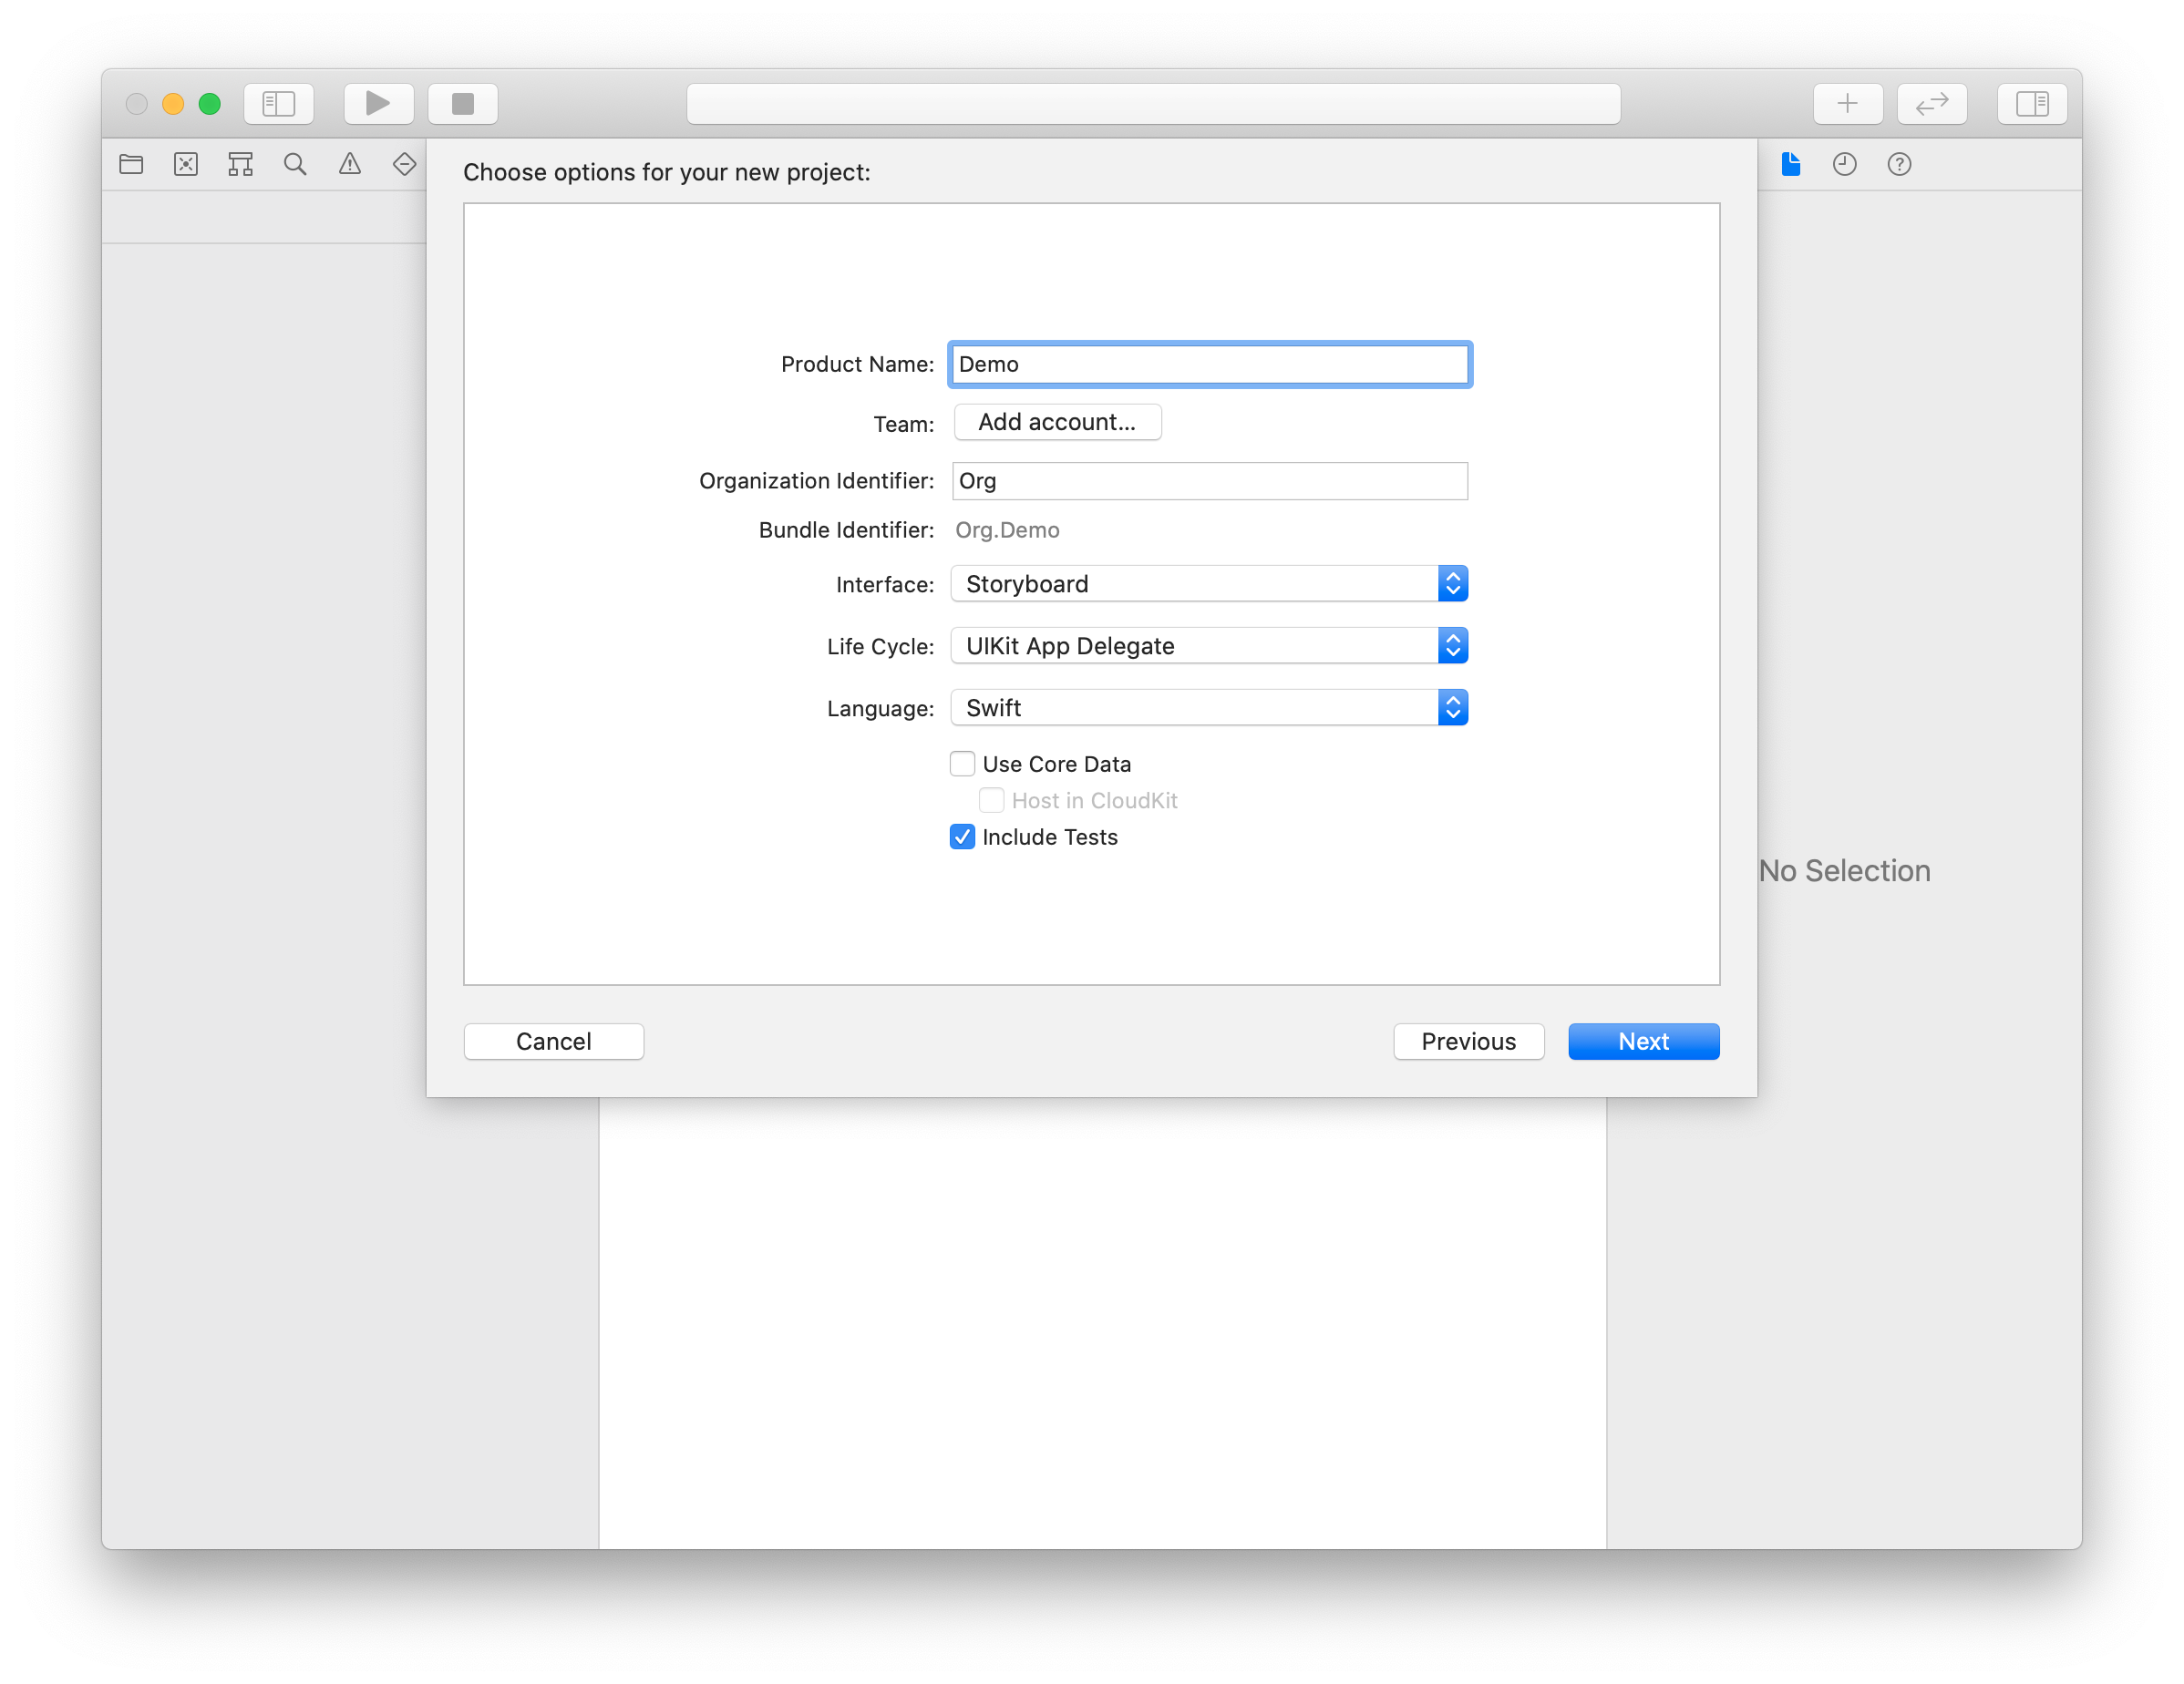 Choose options for your new project:
Product Name: Demo
Team: Add account...
Organization Identifier: Org
Bundle Identifier: Org.Demo
Interface: Storyboard
Life Cycle: UIKit App Delegate
Language: Swift
Use Core Data
Host in CloudKit
Include Tests
No Selection
Cancel Previous Next